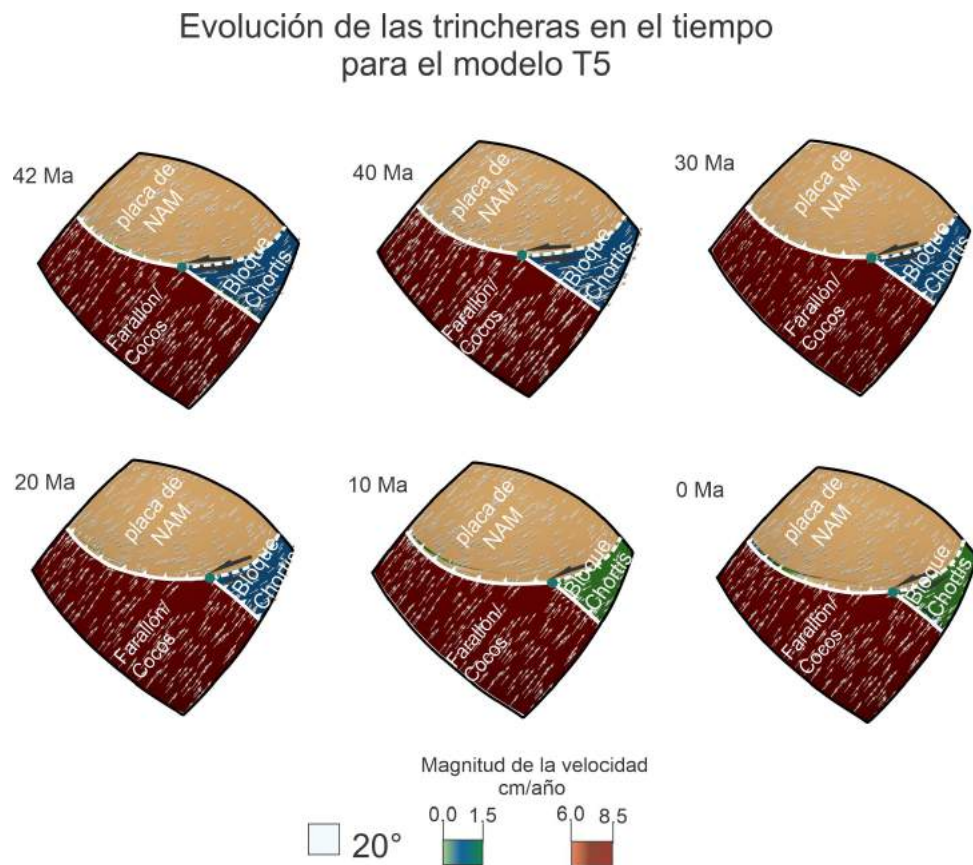 Evolución de las trincheras en el tiempo
para el modelo T5
42 Ma
placa de
NAM
Bloque
Chortis
Farallón/
Cocos
40 Ma
placa de
NAM
Bloque
Chortis
Farallón/
Cocos
30 Ma
placa de
NAM
Bloque
Chortis
Farallón/
Cocos
20 Ma
placa de
NAM
Bloque
Chortis
Farallón/
Cocos
10 Ma
placa de
NAM
Bloque
Chortis
Farallón/
Cocos
0 Ma
placa de
NAM
Bloque
Chortis
Farallón/
Cocos
Magnitud de la velocidad
cm/año
0.0 1.5 6.0 8.5
20°